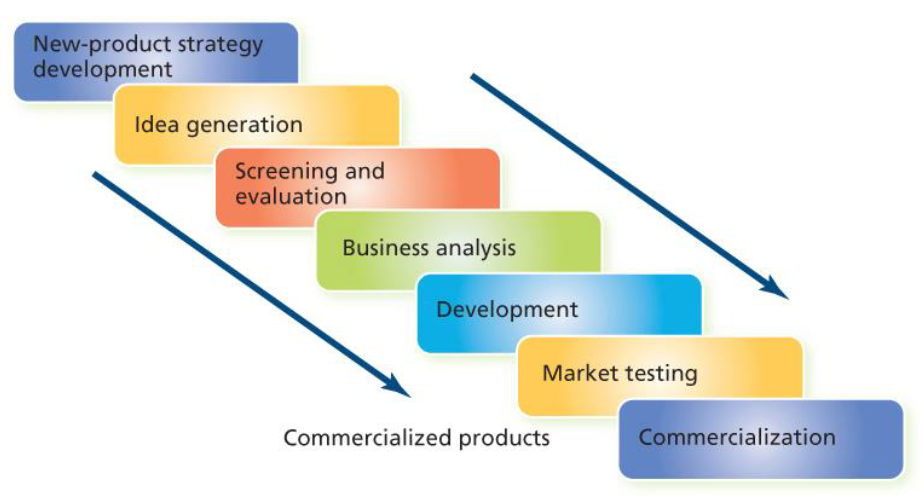 New-product strategy
development
Idea generation
Screening and
evaluation
Business analysis
Development
Market testing
Commercialized products
Commercialization